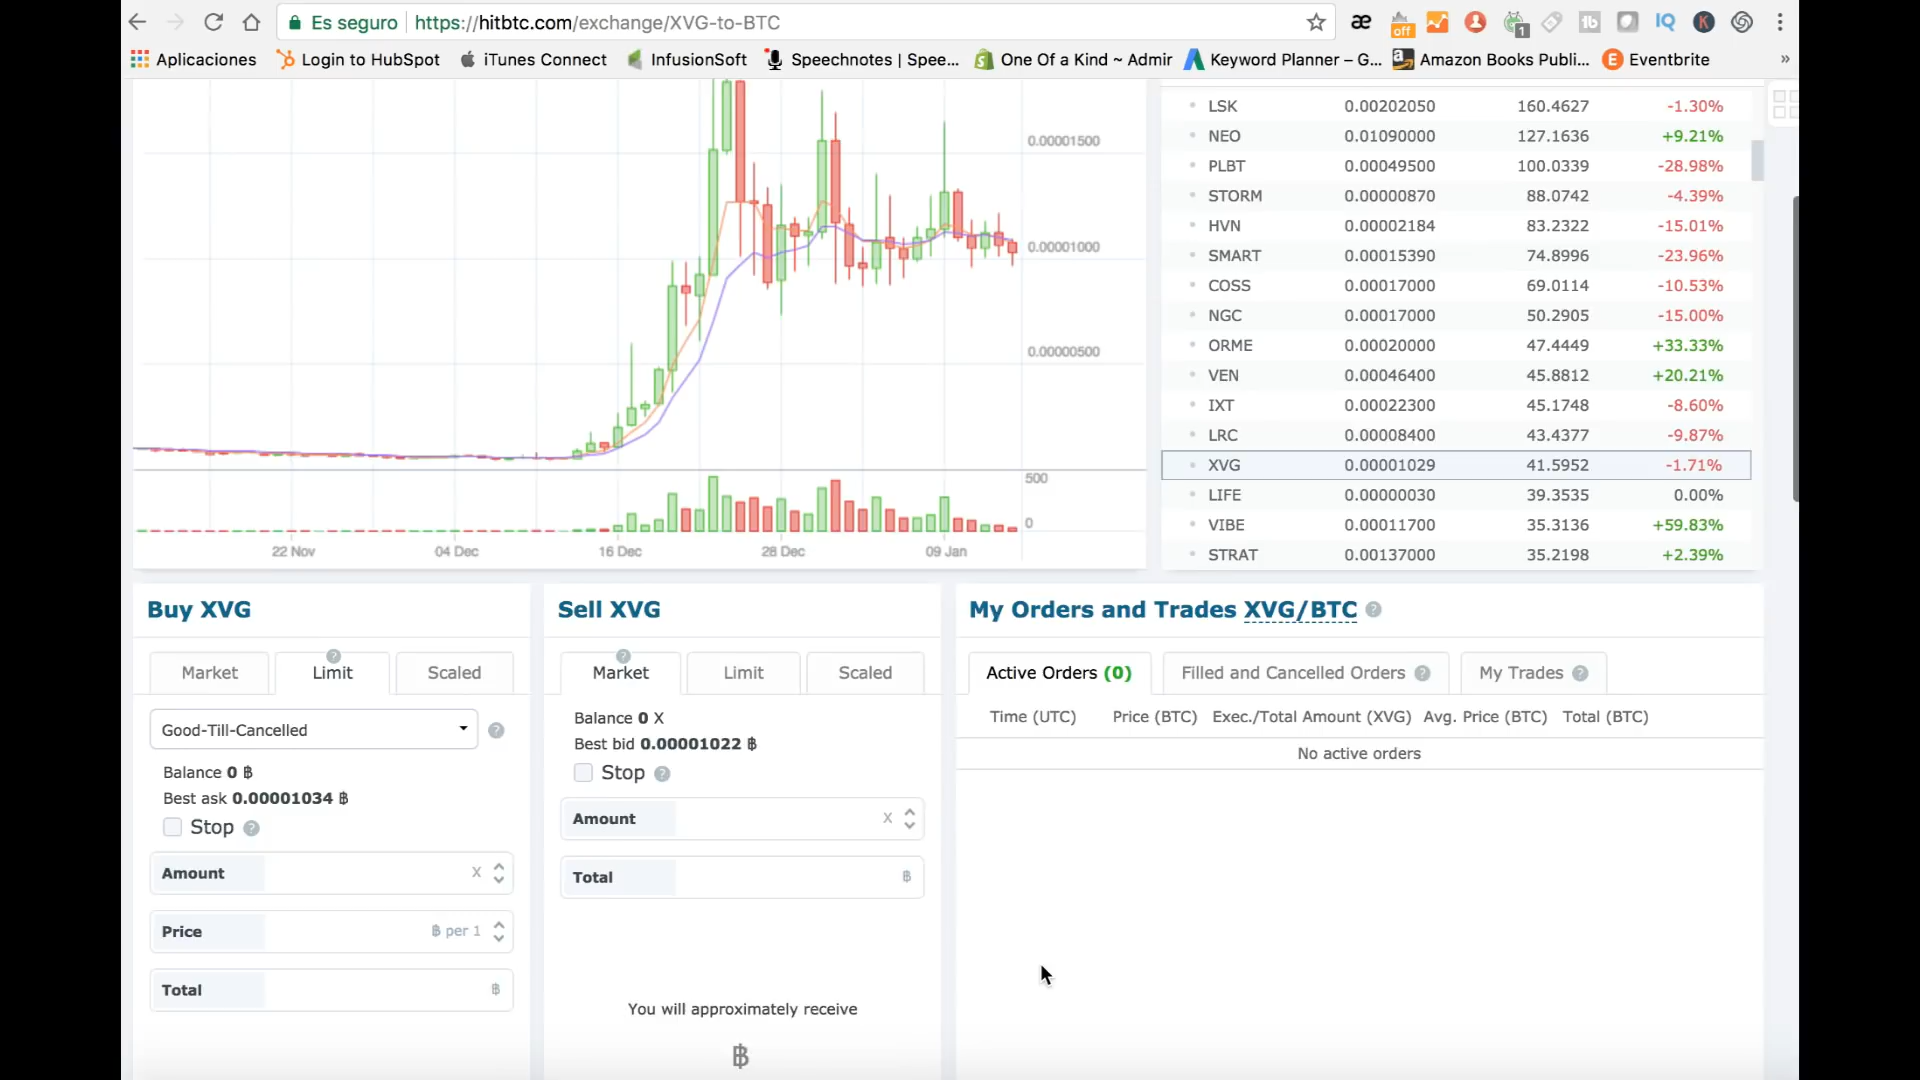 Es seguro https://hitbtc.com/exchange/XVG-to-BTC
æ off 1 tb IQ K
Aplicaciones Login to HubSpot iTunes Connect InfusionSoft Speechnotes | Spee... One Of a Kind ~ Admir Keyword Planner – G... Amazon Books Publi... Eventbrite »
0.00001500
0.00001000
0.00000500
500
0
22 Nov 04 Dec 16 Dec 28 Dec 09 Jan
LSK 0.00202050 160.4627 -1.30%
NEO 0.01090000 127.1636 +9.21%
PLBT 0.00049500 100.0339 -28.98%
STORM 0.00000870 88.0742 -4.39%
HVN 0.00002184 83.2322 -15.01%
SMART 0.00015390 74.8996 -23.96%
COSS 0.00017000 69.0114 -10.53%
NGC 0.00017000 50.2905 -15.00%
ORME 0.00020000 47.4449 +33.33%
VEN 0.00046400 45.8812 +20.21%
IXT 0.00022300 45.1748 -8.60%
LRC 0.00008400 43.4377 -9.87%
XVG 0.00001029 41.5952 -1.71%
LIFE 0.00000030 39.3535 0.00%
VIBE 0.00011700 35.3136 +59.83%
STRAT 0.00137000 35.2198 +2.39%
Buy XVG
Market Limit Scaled
Good-Till-Cancelled
Balance 0 ฿
Best ask 0.00001034 ฿
Stop
Amount X
Price ฿ per 1
Total ฿
Sell XVG
Market Limit Scaled
Balance 0 X
Best bid 0.00001022 ฿
Stop
Amount X
Total ฿
You will approximately receive
฿
My Orders and Trades XVG/BTC
Active Orders (0) Filled and Cancelled Orders My Trades
Time (UTC) Price (BTC) Exec./Total Amount (XVG) Avg. Price (BTC) Total (BTC)
No active orders